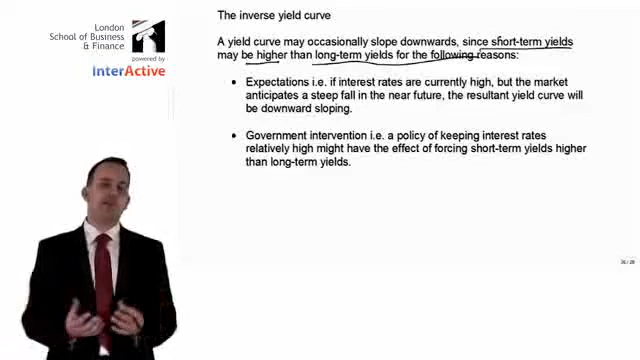 London
School of Business
& Finance
powered by
InterActive
The inverse yield curve
A yield curve may occasionally slope downwards, since short-term yields
may be higher than long-term yields for the following reasons:
• Expectations i.e. if interest rates are currently high, but the market
anticipates a steep fall in the near future, the resultant yield curve will
be downward sloping.
• Government intervention i.e. a policy of keeping interest rates
relatively high might have the effect of forcing short-term yields higher
than long-term yields.